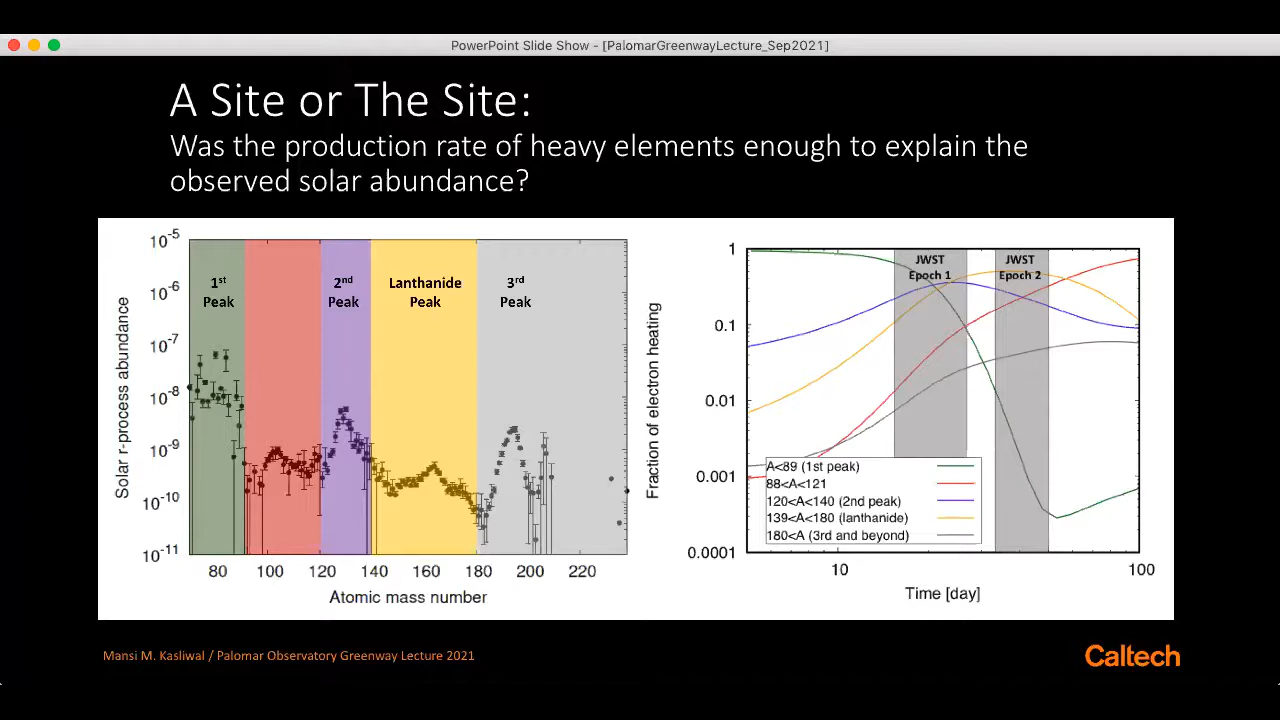 PowerPoint Slide Show - [PalomarGreenwayLecture_Sep2021]
A Site or The Site:
Was the production rate of heavy elements enough to explain the
observed solar abundance?
Solar r-process abundance
10-5
10-6
10-7
10-8
10-9
10-10
10-11
1st
Peak
2nd
Peak
Lanthanide
Peak
3rd
Peak
80 100 120 140 160 180 200 220
Atomic mass number
Fraction of electron heating
1
0.1
0.01
0.001
0.0001
JWST
Epoch 1
JWST
Epoch 2
A<89 (1st peak)
88<A<121
120<A<140 (2nd peak)
139<A<180 (lanthanide)
180<A (3rd and beyond)
10 100
Time [day]
Mansi M. Kasliwal / Palomar Observatory Greenway Lecture 2021
Caltech